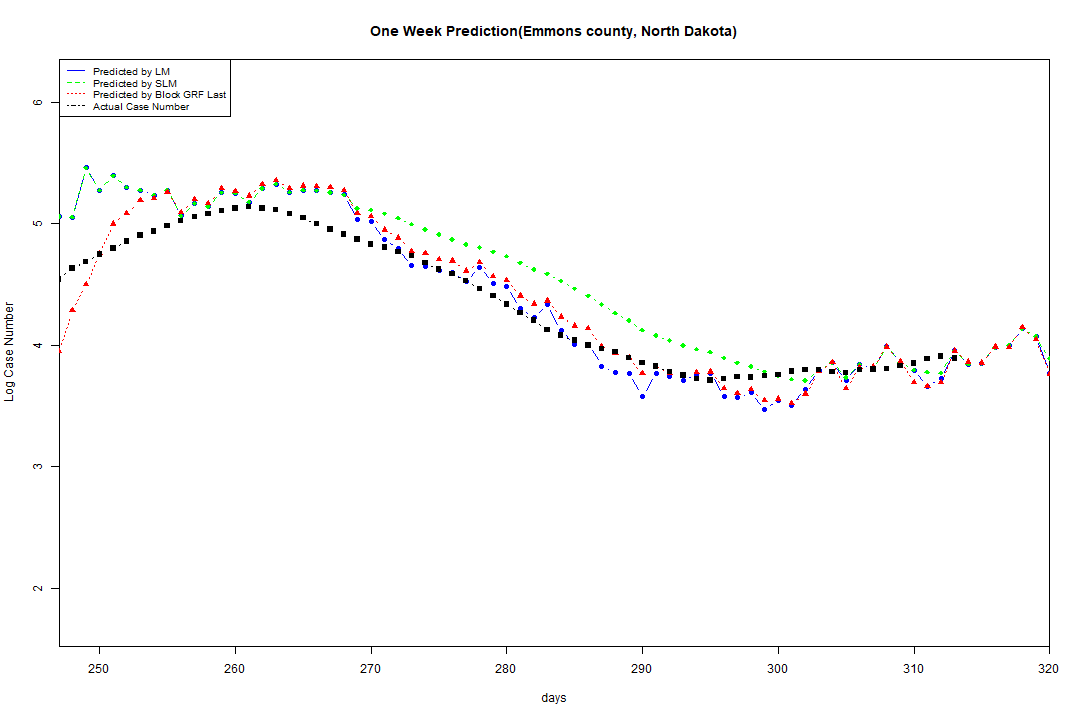 One Week Prediction(Emmons county, North Dakota)
Predicted by LM
Predicted by SLM
Predicted by Block GRF Last
Actual Case Number
6
5
4
3
2
Log Case Number
250 260 270 280 290 300 310 320
days